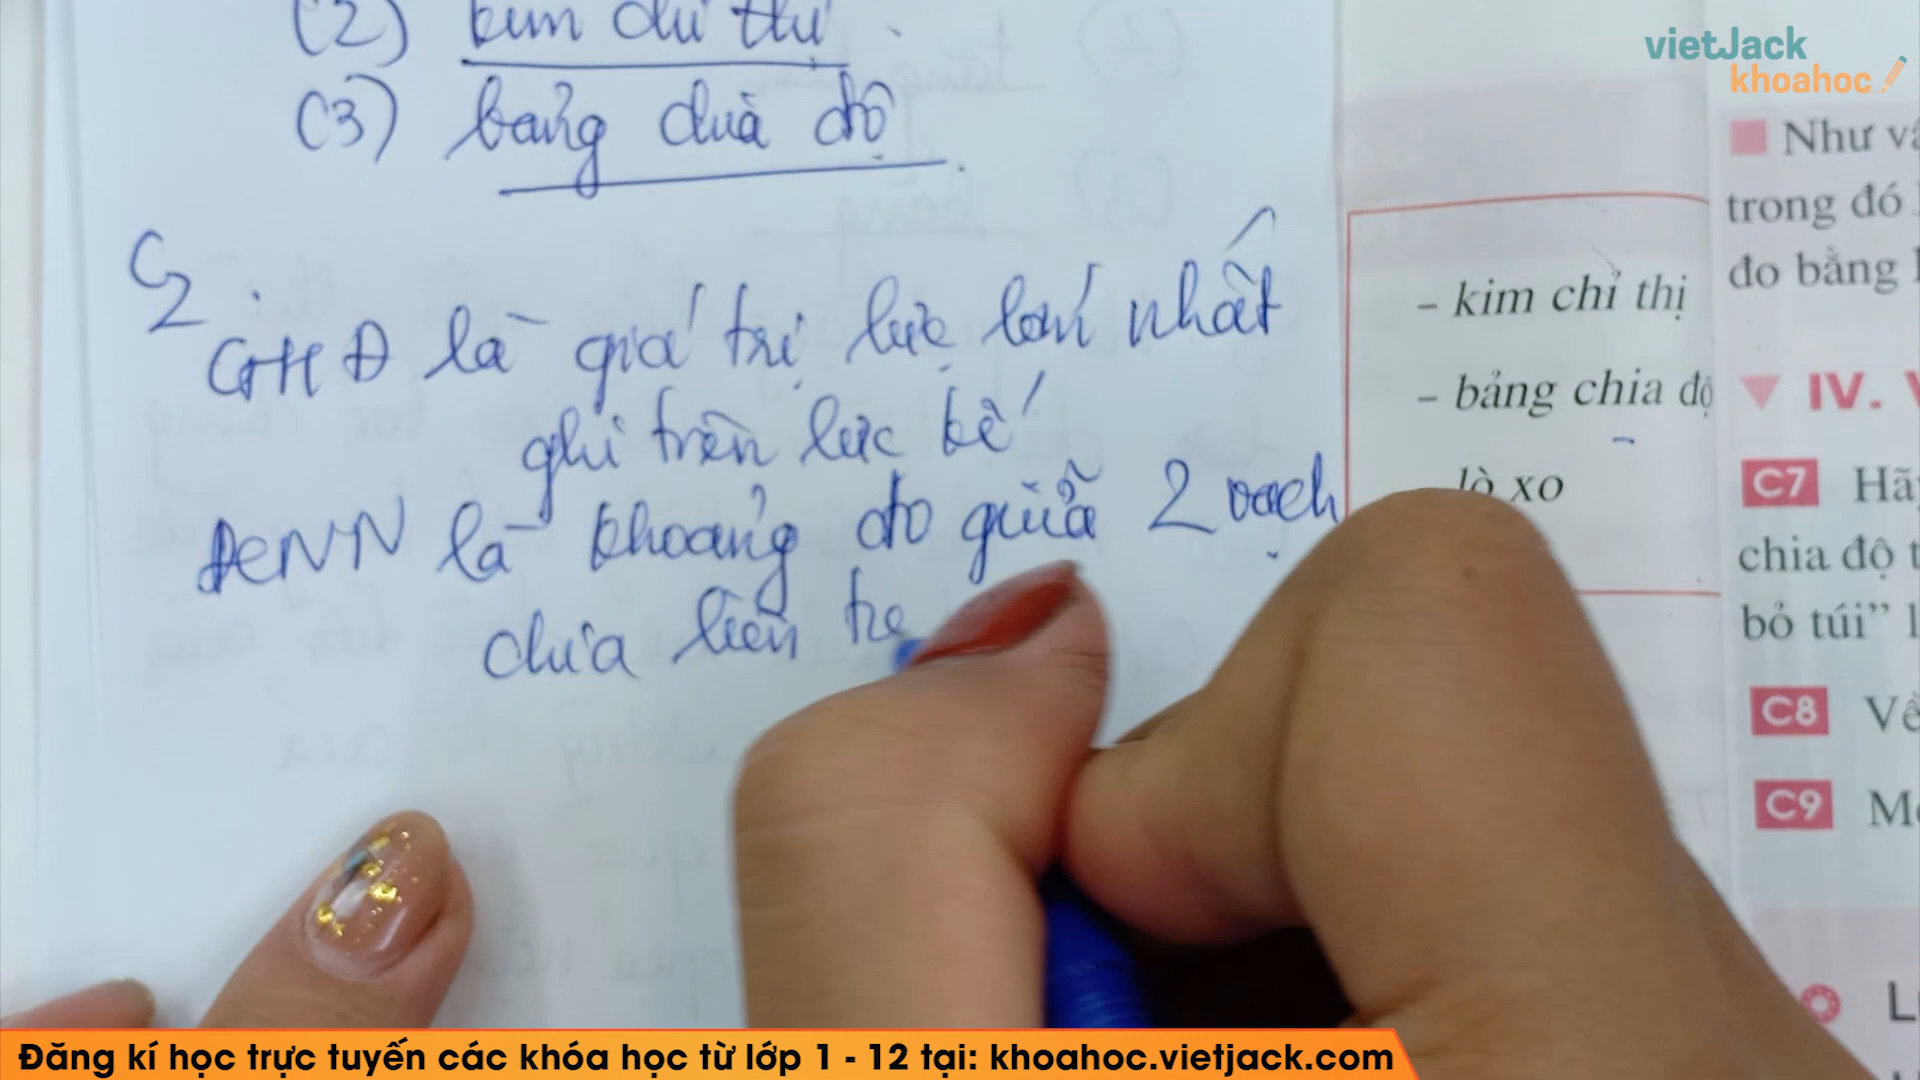 (2) kim chỉ thị.
(3) bảng chia độ.
C2
GHĐ là giá trị lực lớn nhất
ghi trên lực kế
ĐCNN là khoảng đo giữa 2 vạch
chia liên
vietJack
khoahoc
- kim chỉ thị
- bảng chia độ
lò xo
Như
trong đó
đo bằng
IV.
C7
chia độ
bỏ túi”
C8 Về
C9
Đăng kí học trực tuyến các khóa học từ lớp 1 - 12 tại: khoahoc.vietjack.com